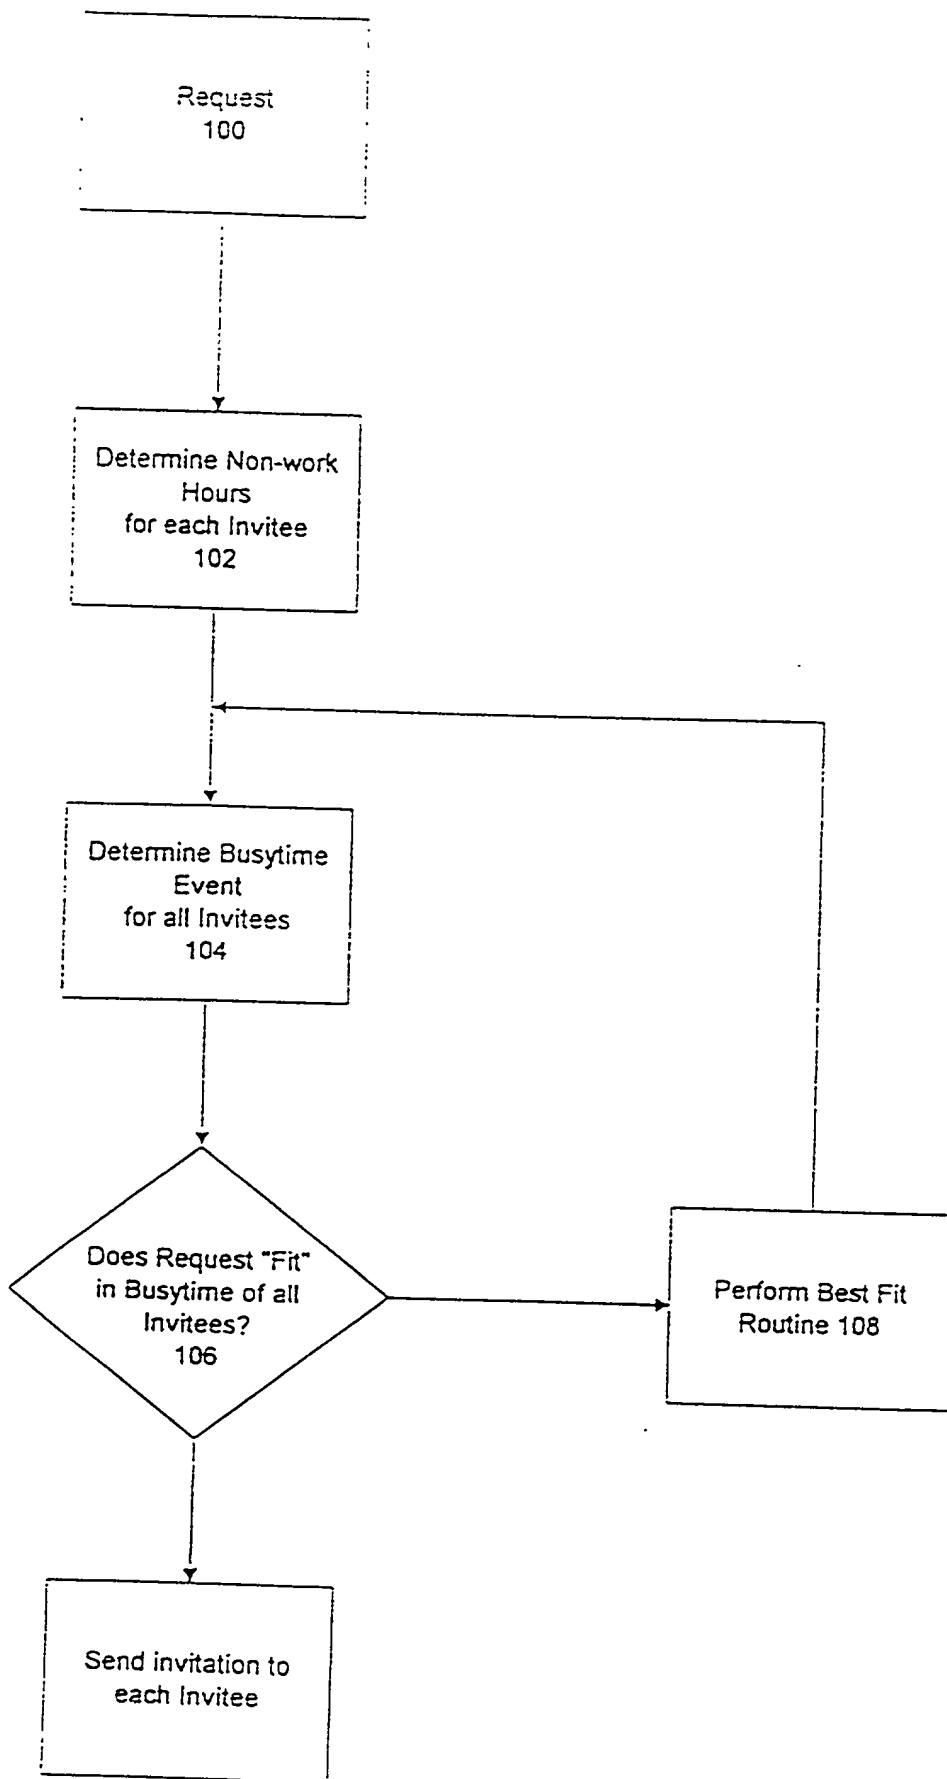 Request
100
Determine Non-work
Hours
for each Invitee
102
Determine Busytime
Event
for all Invitees
104
Does Request "Fit"
in Busytime of all
Invitees?
106
Perform Best Fit
Routine 108
Send invitation to
each Invitee